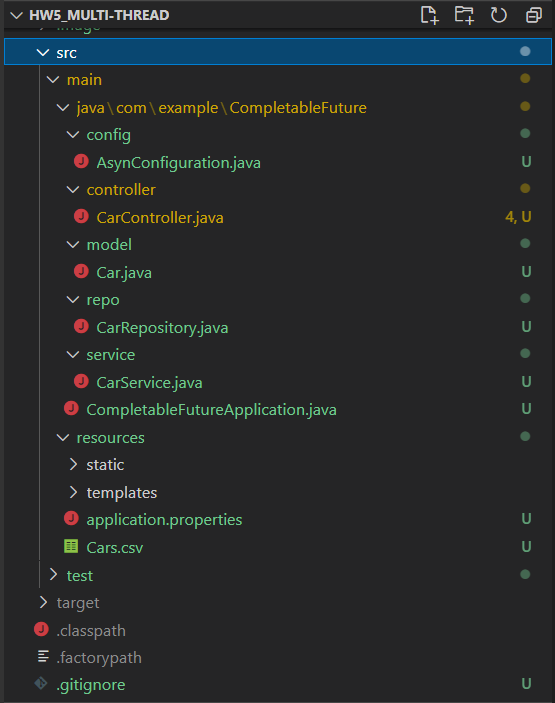 HW5_MULTI-THREAD
.image
src
main
java\com\example\CompletableFuture
config
AsynConfiguration.java U
controller
CarController.java 4, U
model
Car.java U
repo
CarRepository.java U
service
CarService.java U
CompletableFutureApplication.java U
resources
static
templates
application.properties U
Cars.csv U
test
target
.classpath
.factorypath
.gitignore U